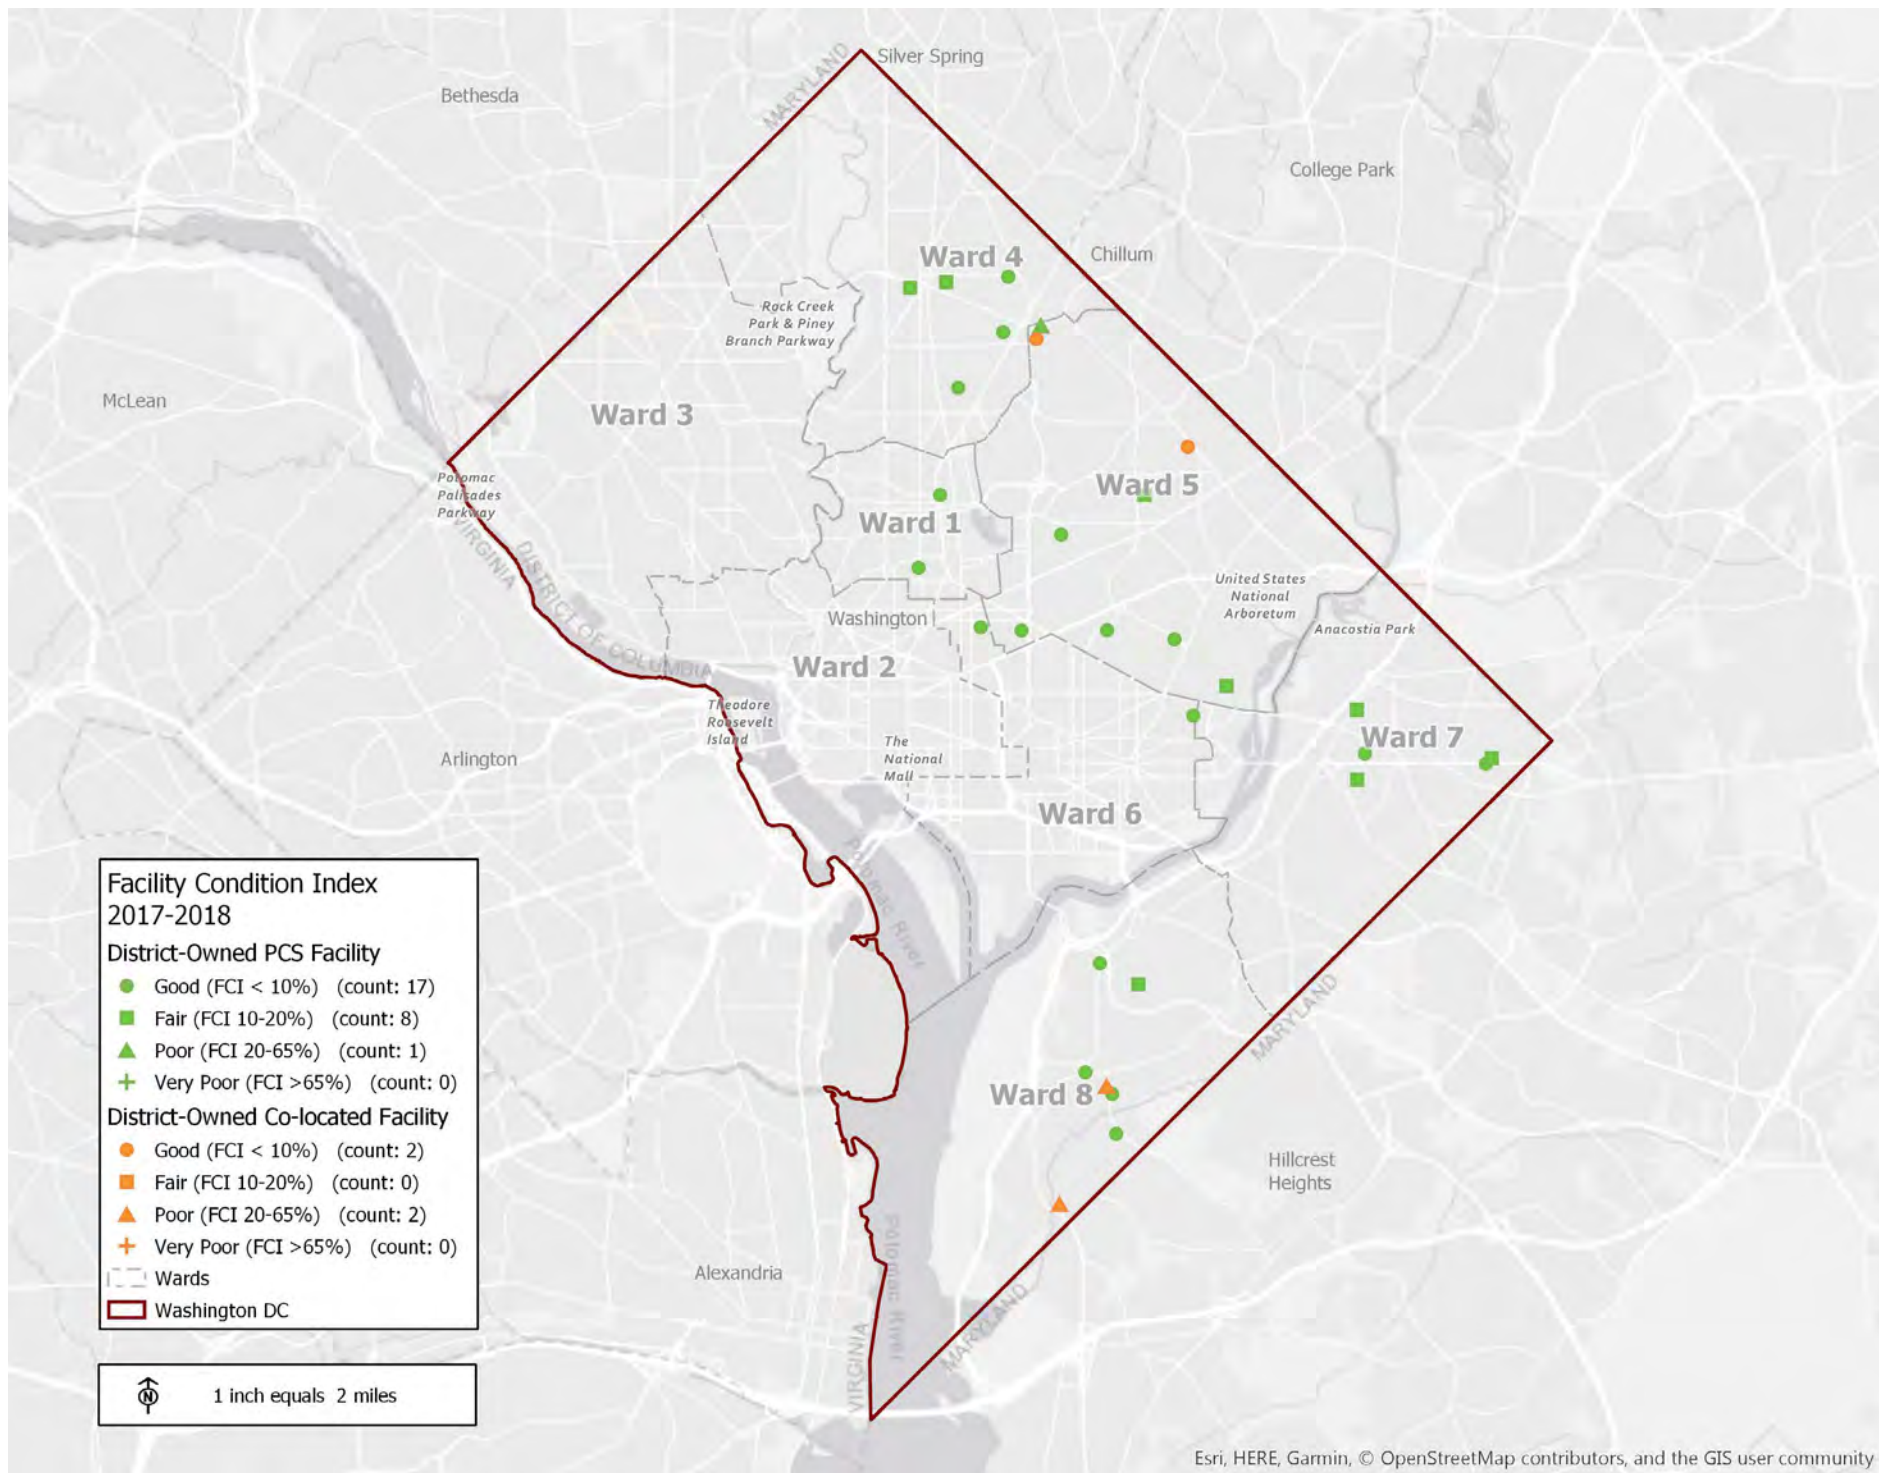 Silver Spring
MARYLAND
Bethesda
College Park
Ward 4
Chillum
Rock Creek
Park & Piney
Branch Parkway
McLean
Ward 3
Potomac
Palisades
Parkway
Ward 5
Ward 1
VIRGINIA
DISTRICT OF COLUMBIA
United States
National
Arboretum
Washington
Anacostia Park
Ward 2
Theodore
Roosevelt
Island
The
National
Mall
Ward 7
Arlington
Ward 6
Potomac River
Facility Condition Index
2017-2018
District-Owned PCS Facility
Good (FCI < 10%) (count: 17)
Fair (FCI 10-20%) (count: 8)
Poor (FCI 20-65%) (count: 1)
Very Poor (FCI >65%) (count: 0)
District-Owned Co-located Facility
Good (FCI < 10%) (count: 2)
Fair (FCI 10-20%) (count: 0)
Poor (FCI 20-65%) (count: 2)
Very Poor (FCI >65%) (count: 0)
Wards
Washington DC
MARYLAND
Ward 8
Hillcrest
Heights
Alexandria
Potomac River
MARYLAND
VIRGINIA
N
1 inch equals 2 miles
Esri, HERE, Garmin, © OpenStreetMap contributors, and the GIS user community